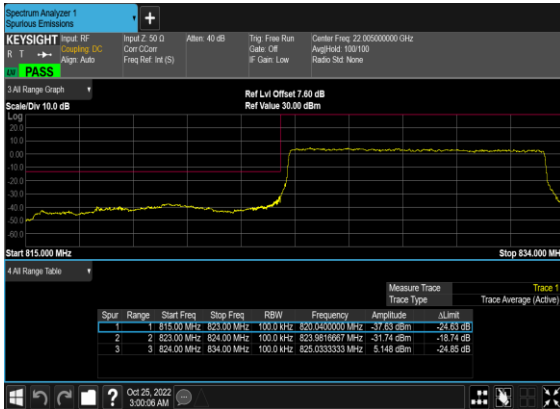 Spectrum Analyzer 1
Spurious Emissions
KEYSIGHT Input: RF Input Z: 50 Ω Atten: 40 dB Trig: Free Run Center Freq: 22.005000000 GHz
R T Coupling: DC Corr CCorr Gate: Off Avg|Hold: 100/100
Align: Auto Freq Ref: Int (S) IF Gain: Low Radio Std: None
LXI PASS
3 All Range Graph
Ref Lvl Offset 7.60 dB
Scale/Div 10.0 dB Ref Value 30.00 dBm
Log
20.0
10.0
0.00
-10.0
-20.0
-30.0
-40.0
-50.0
-60.0
Start 815.000 MHz Stop 834.000 MH
4 All Range Table
Measure Trace Trace 1
Trace Type Trace Average (Active)
Spur Range Start Freq Stop Freq RBW Frequency Amplitude ΔLimit
1 1 815.00 MHz 823.00 MHz 100.0 kHz 820.0400000 MHz -37.63 dBm -24.63 dB
2 2 823.00 MHz 824.00 MHz 100.0 kHz 823.9816667 MHz -31.74 dBm -18.74 dB
3 3 824.00 MHz 834.00 MHz 100.0 kHz 825.0333333 MHz 5.148 dBm -24.85 dB
? Oct 25, 2022
3:00:06 AM